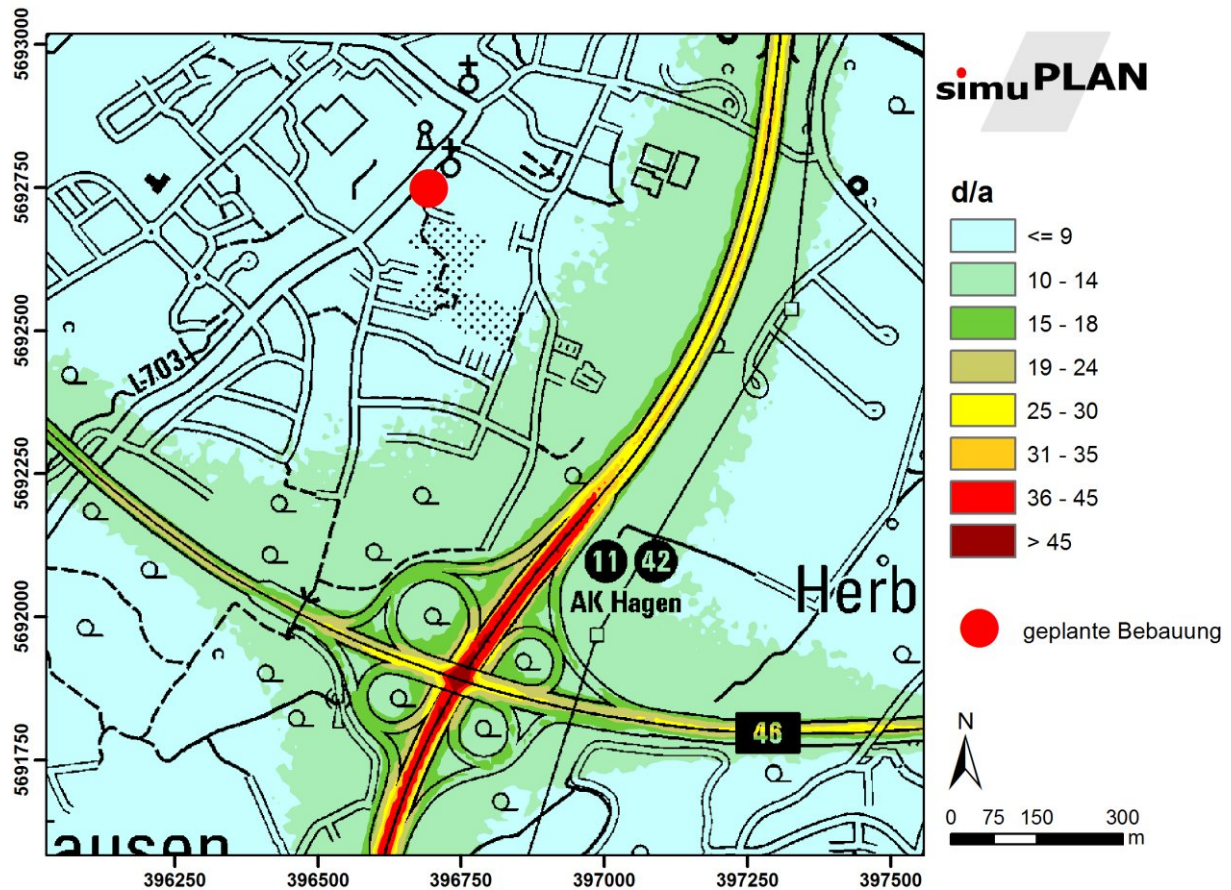 5693000
5692750
5692500
5692250
5692000
5691750
396250
396500
396750
397000
397250
397500
L-703
11
42
AK Hagen
Herb
46
ausen
simuPLAN
d/a
<= 9
10 - 14
15 - 18
19 - 24
25 - 30
31 - 35
36 - 45
> 45
geplante Bebauung
N
0 75 150 300
m